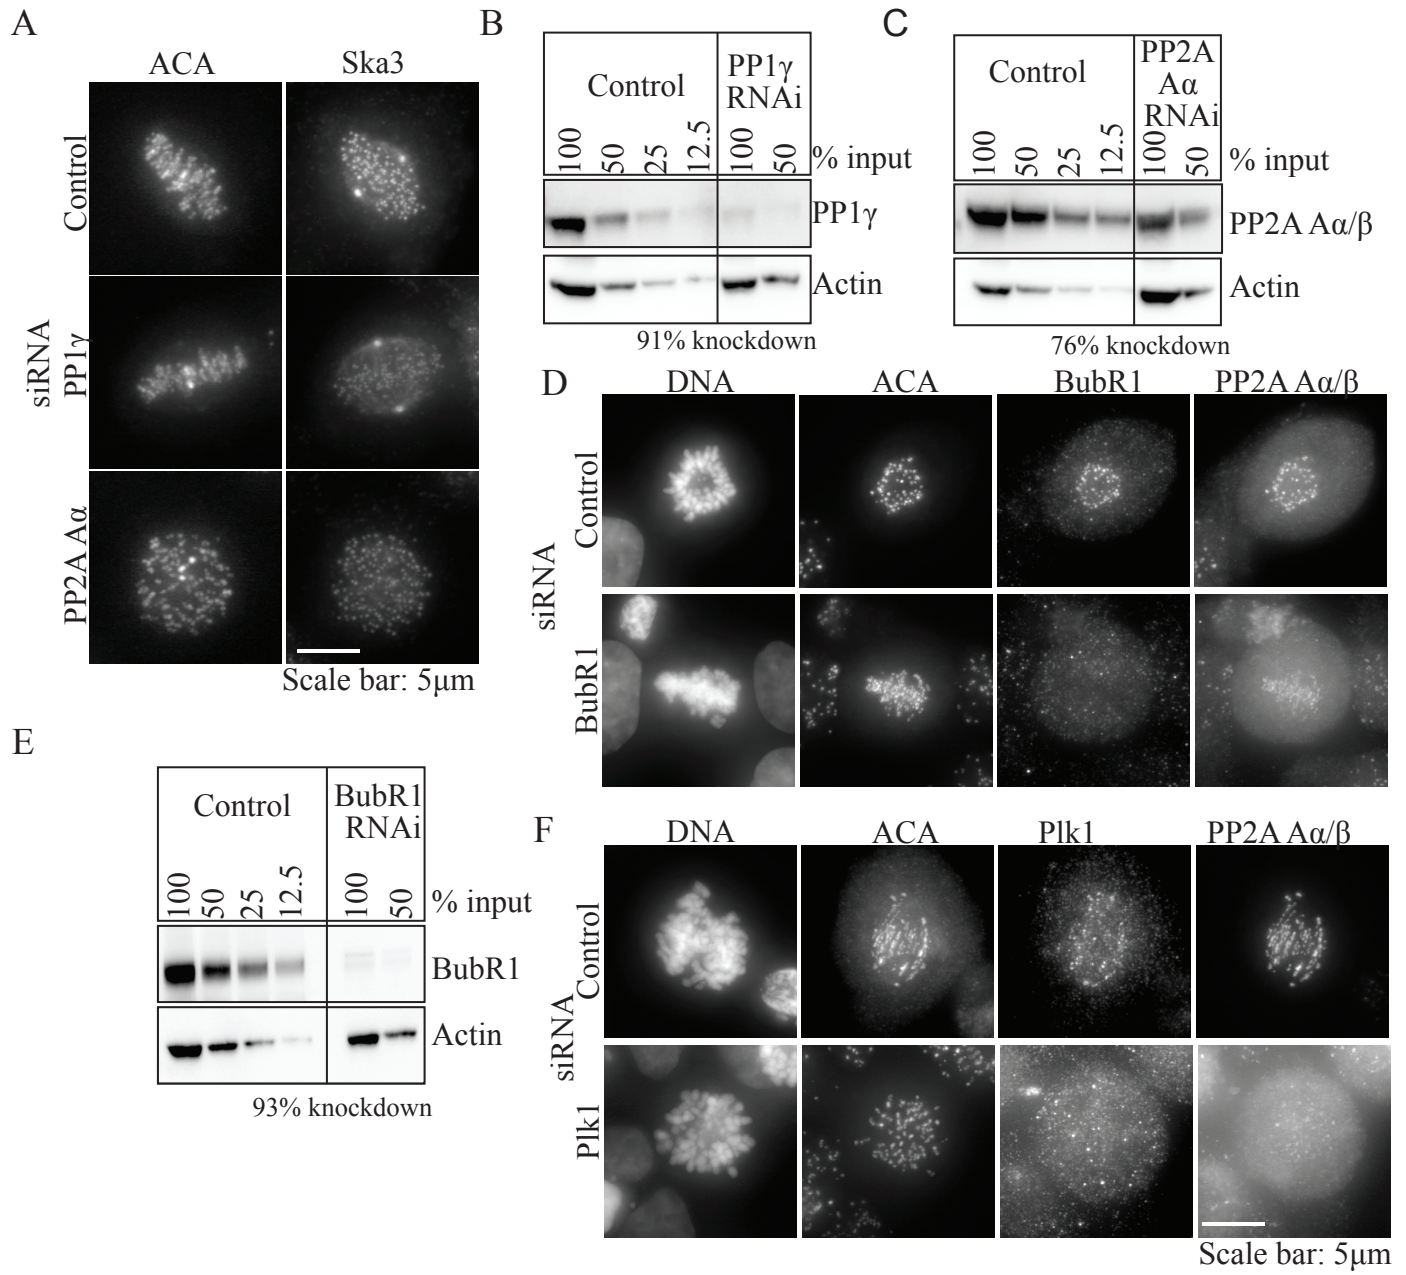 A
ACA
Ska3
Control
siRNA
PP1γ
PP2A Aα
Scale bar: 5μm
B
Control
PP1γ
RNAi
100
50
25
12.5
100
50
% input
PP1γ
Actin
91% knockdown
C
Control
PP2A
Aα
RNAi
100
50
25
12.5
100
50
% input
PP2A Aα/β
Actin
76% knockdown
D
DNA
ACA
BubR1
PP2A Aα/β
siRNA
Control
BubR1
E
Control
BubR1
RNAi
100
50
25
12.5
100
50
% input
BubR1
Actin
93% knockdown
F
DNA
ACA
Plk1
PP2A Aα/β
siRNA
Control
Plk1
Scale bar: 5μm